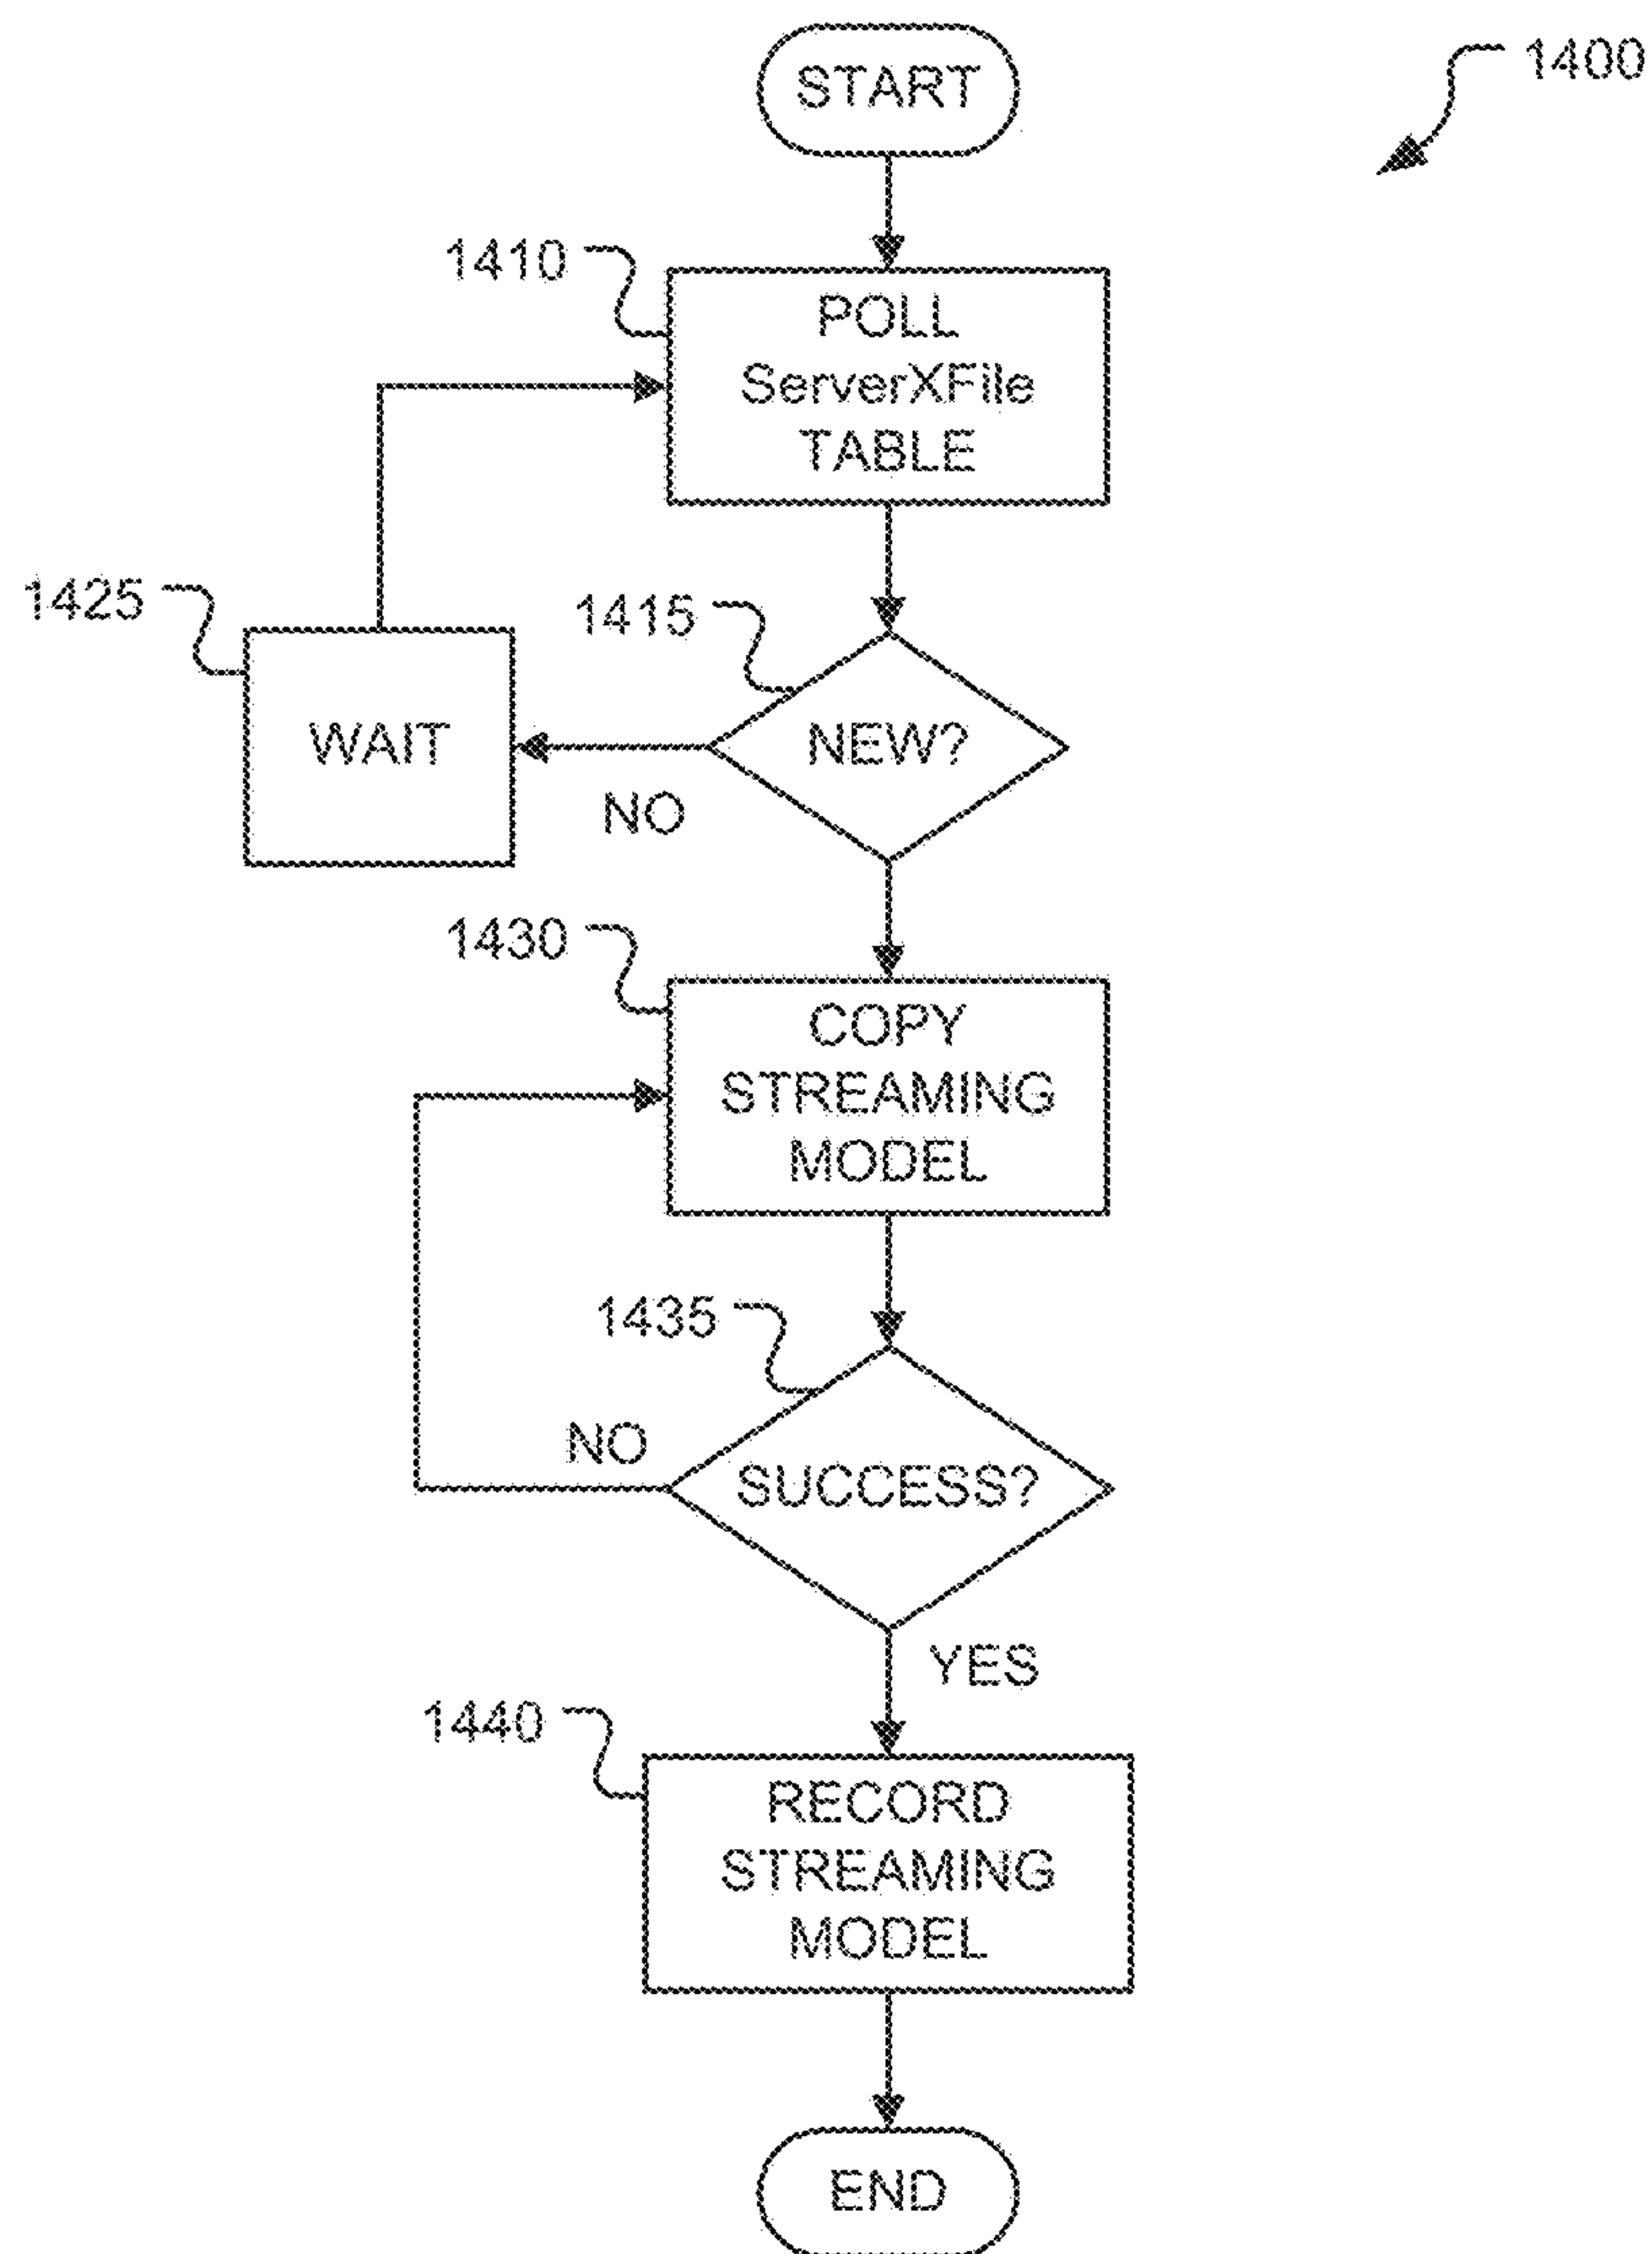 START
1400
1410
POLL
ServerXFile
TABLE
1425
1415
WAIT
NEW?
NO
1430
COPY
STREAMING
MODEL
1435
NO
SUCCESS?
YES
1440
RECORD
STREAMING
MODEL
END